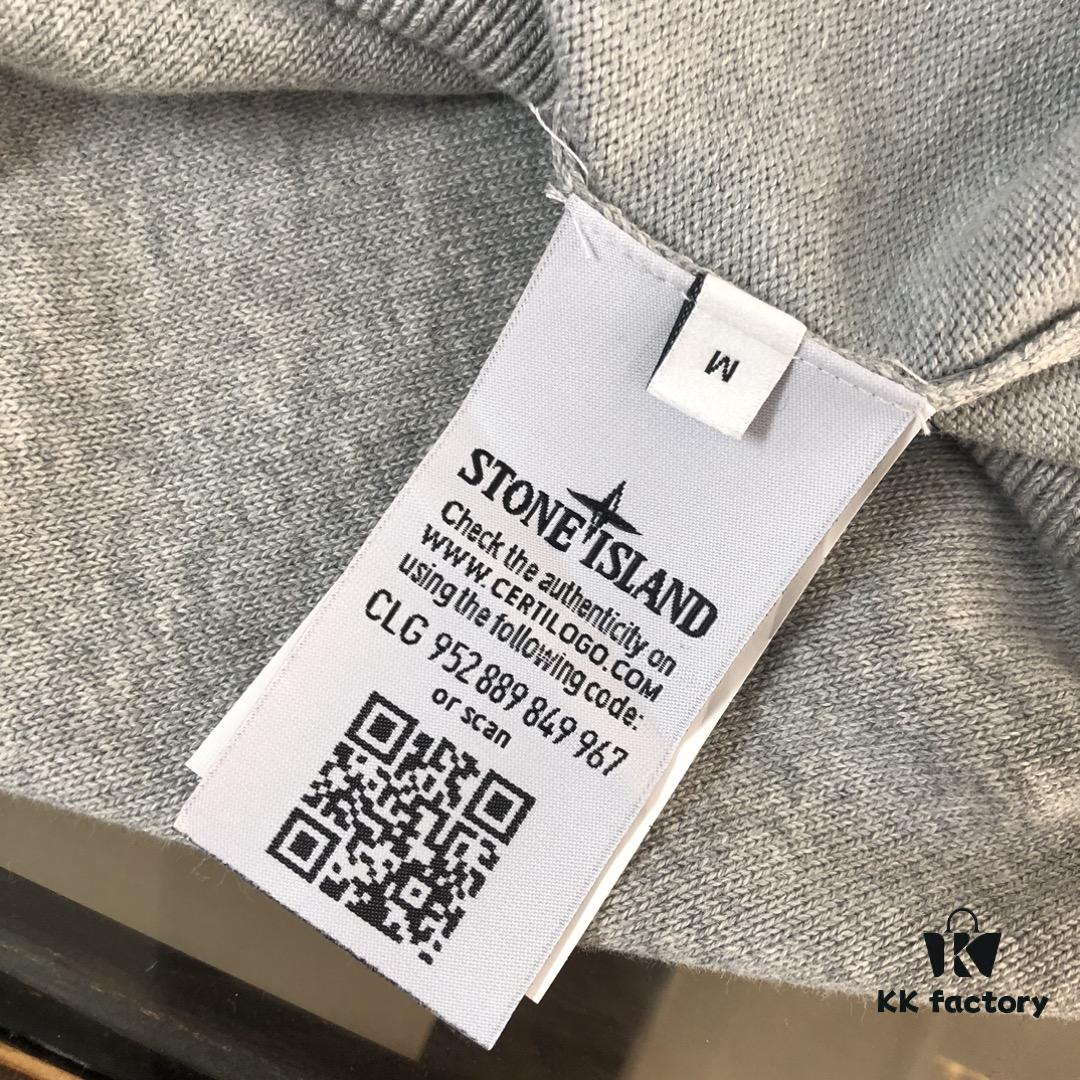 M
STONE ISLAND
Check the authenticity on
WWW.CERTILOGO.COM
using the following code:
CLG 952 889 849 967
or scan
KK factory